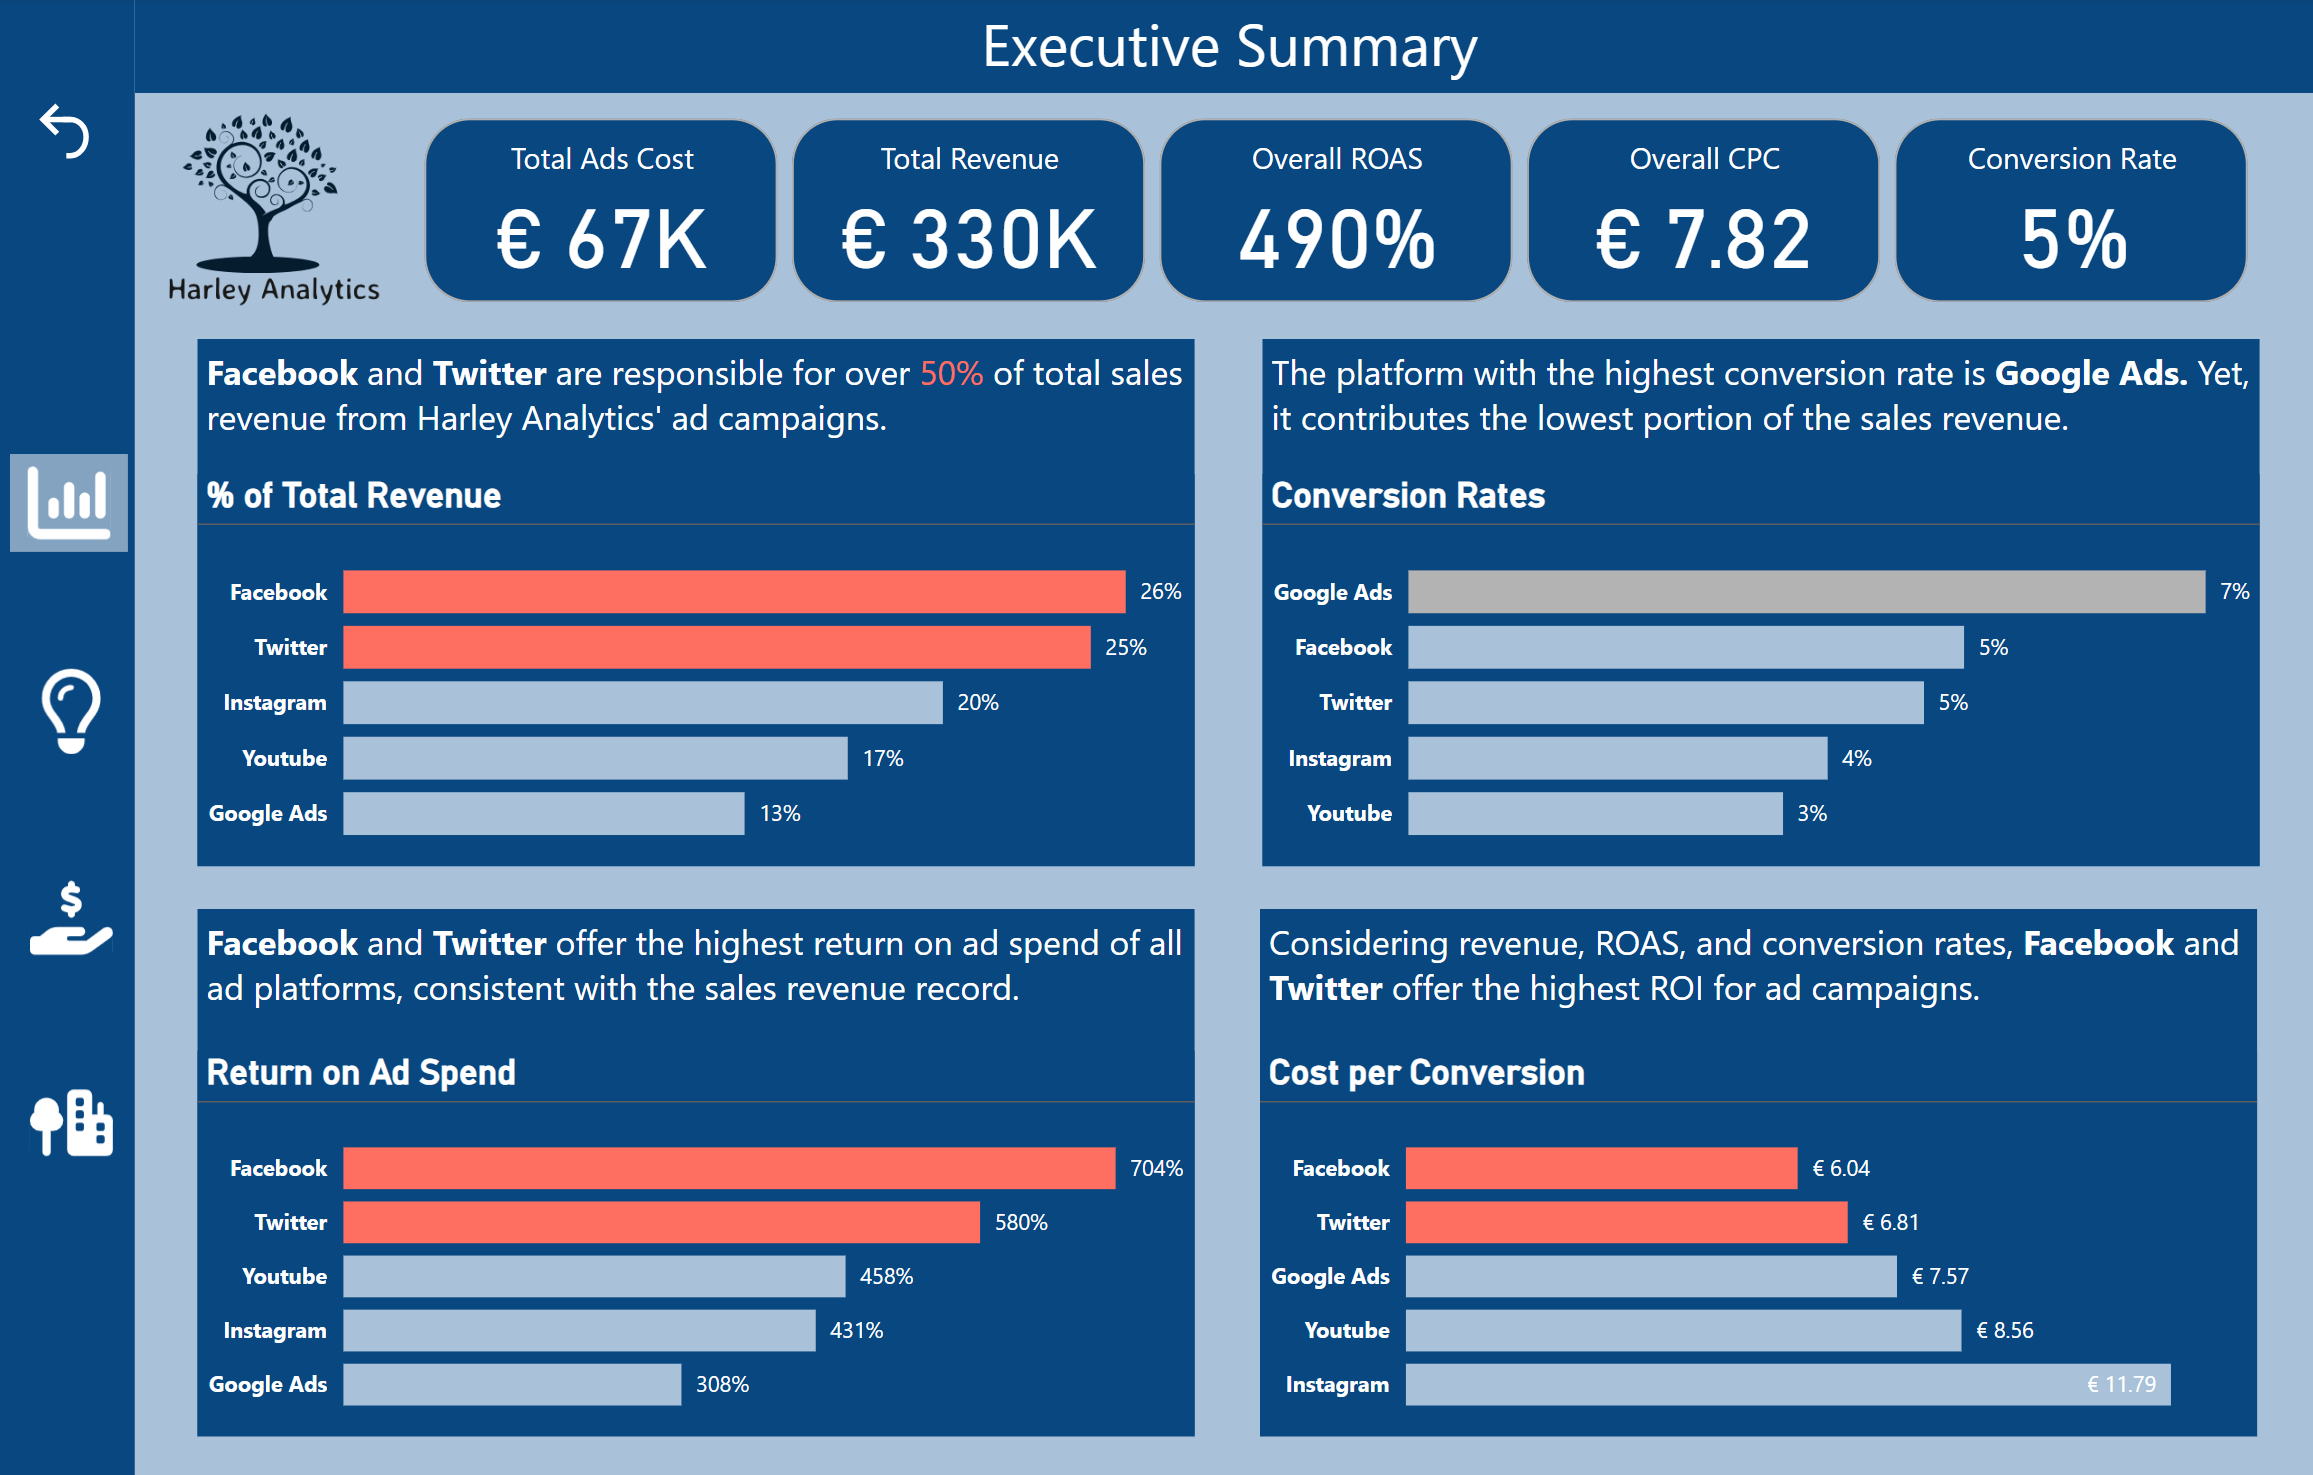 Executive Summary
Harley Analytics
Total Ads Cost
€ 67K
Total Revenue
€ 330K
Overall ROAS
490%
Overall CPC
€ 7.82
Conversion Rate
5%
Facebook and Twitter are responsible for over 50% of total sales
revenue from Harley Analytics' ad campaigns.
% of Total Revenue
Facebook 26%
Twitter 25%
Instagram 20%
Youtube 17%
Google Ads 13%
The platform with the highest conversion rate is Google Ads. Yet,
it contributes the lowest portion of the sales revenue.
Conversion Rates
Google Ads 7%
Facebook 5%
Twitter 5%
Instagram 4%
Youtube 3%
Facebook and Twitter offer the highest return on ad spend of all
ad platforms, consistent with the sales revenue record.
Return on Ad Spend
Facebook 704%
Twitter 580%
Youtube 458%
Instagram 431%
Google Ads 308%
Considering revenue, ROAS, and conversion rates, Facebook and
Twitter offer the highest ROI for ad campaigns.
Cost per Conversion
Facebook € 6.04
Twitter € 6.81
Google Ads € 7.57
Youtube € 8.56
Instagram € 11.79